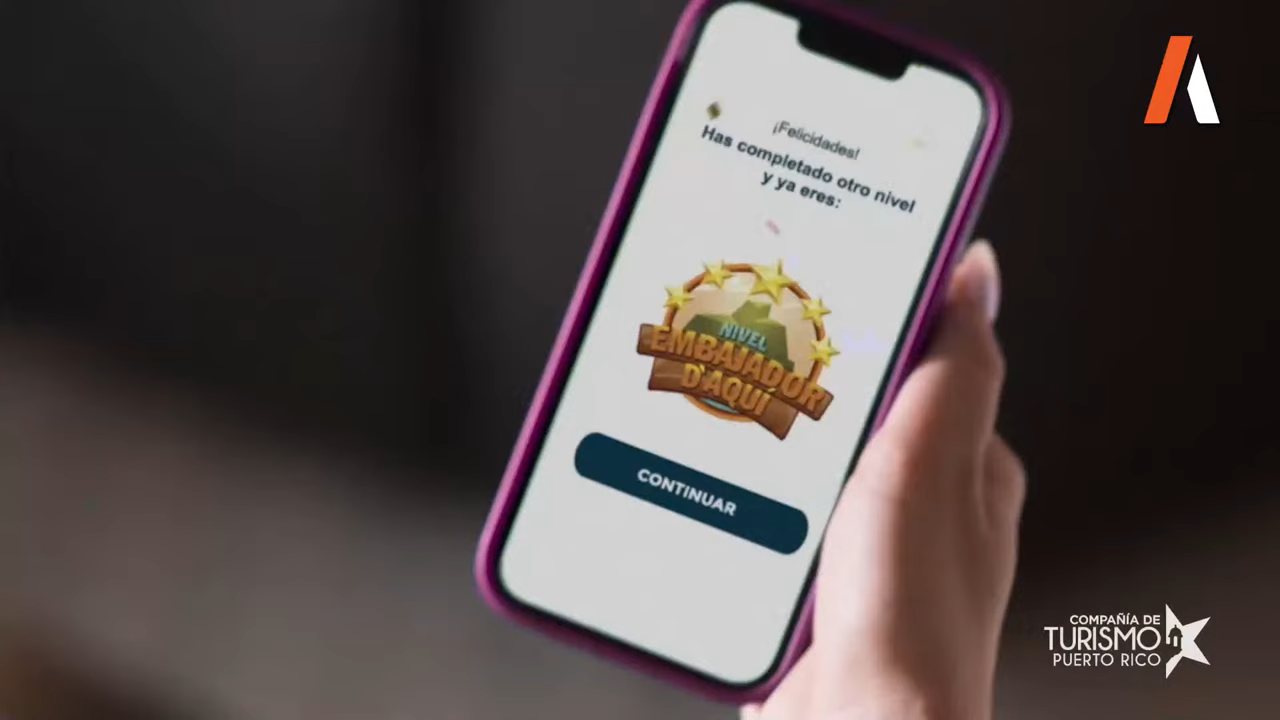 ¡Felicidades!
Has completado otro nivel
y ya eres:
NIVEL
EMBAJADOR
D'AQUÍ
CONTINUAR
COMPAÑÍA DE
TURISMO
PUERTO RICO